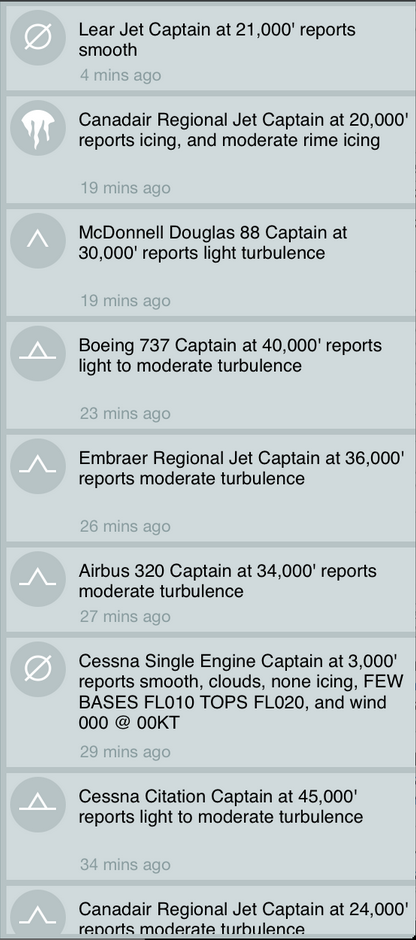 Lear Jet Captain at 21,000' reports
smooth
4 mins ago
Canadair Regional Jet Captain at 20,000'
reports icing, and moderate rime icing
19 mins ago
McDonnell Douglas 88 Captain at
30,000' reports light turbulence
19 mins ago
Boeing 737 Captain at 40,000' reports
light to moderate turbulence
23 mins ago
Embraer Regional Jet Captain at 36,000'
reports moderate turbulence
26 mins ago
Airbus 320 Captain at 34,000' reports
moderate turbulence
27 mins ago
Cessna Single Engine Captain at 3,000'
reports smooth, clouds, none icing, FEW
BASES FL010 TOPS FL020, and wind
000 @ 00KT
29 mins ago
Cessna Citation Captain at 45,000'
reports light to moderate turbulence
34 mins ago
Canadair Regional Jet Captain at 24,000'
reports moderate turbulence